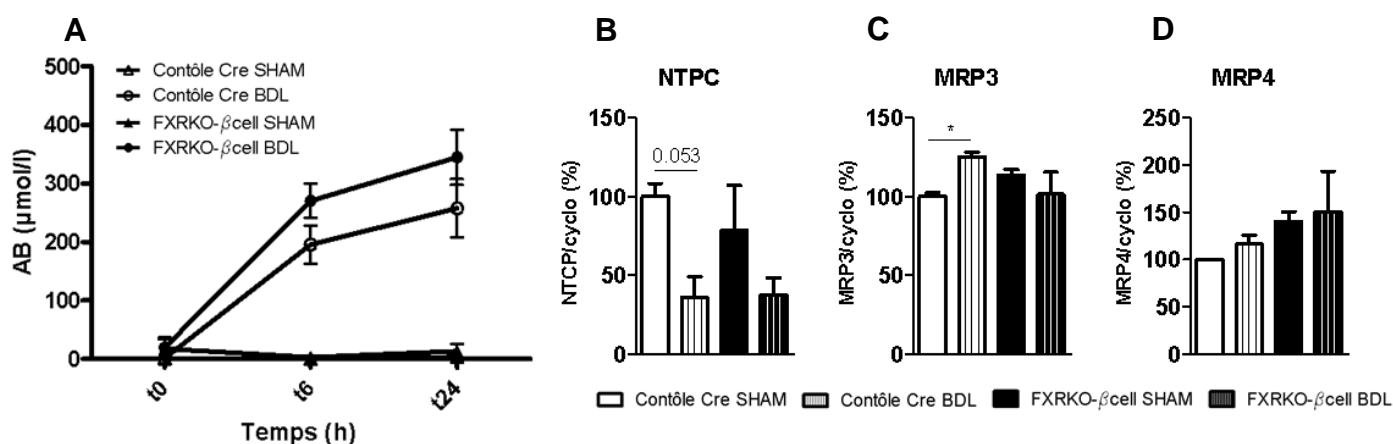 A
500
400
300
200
100
0
AB (µmol/l)
t0
t6
t24
Temps (h)
Contôle Cre SHAM
Contôle Cre BDL
FXRKO-βcell SHAM
FXRKO-βcell BDL
B
NTPC
NTCP/cyclo (%)
150
100
50
0
0.053
C
MRP3
MRP3/cyclo (%)
150
100
50
0
*
D
MRP4
MRP4/cyclo (%)
250
200
150
100
50
0
Contôle Cre SHAM
Contôle Cre BDL
FXRKO-βcell SHAM
FXRKO-βcell BDL